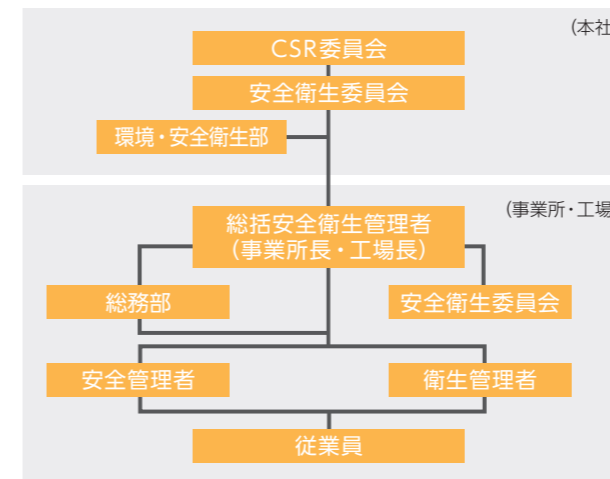 (本社
CSR委員会
安全衛生委員会
環境・安全衛生部
(事業所・工場
総括安全衛生管理者
(事業所長・工場長)
総務部
安全衛生委員会
安全管理者
衛生管理者
従業員